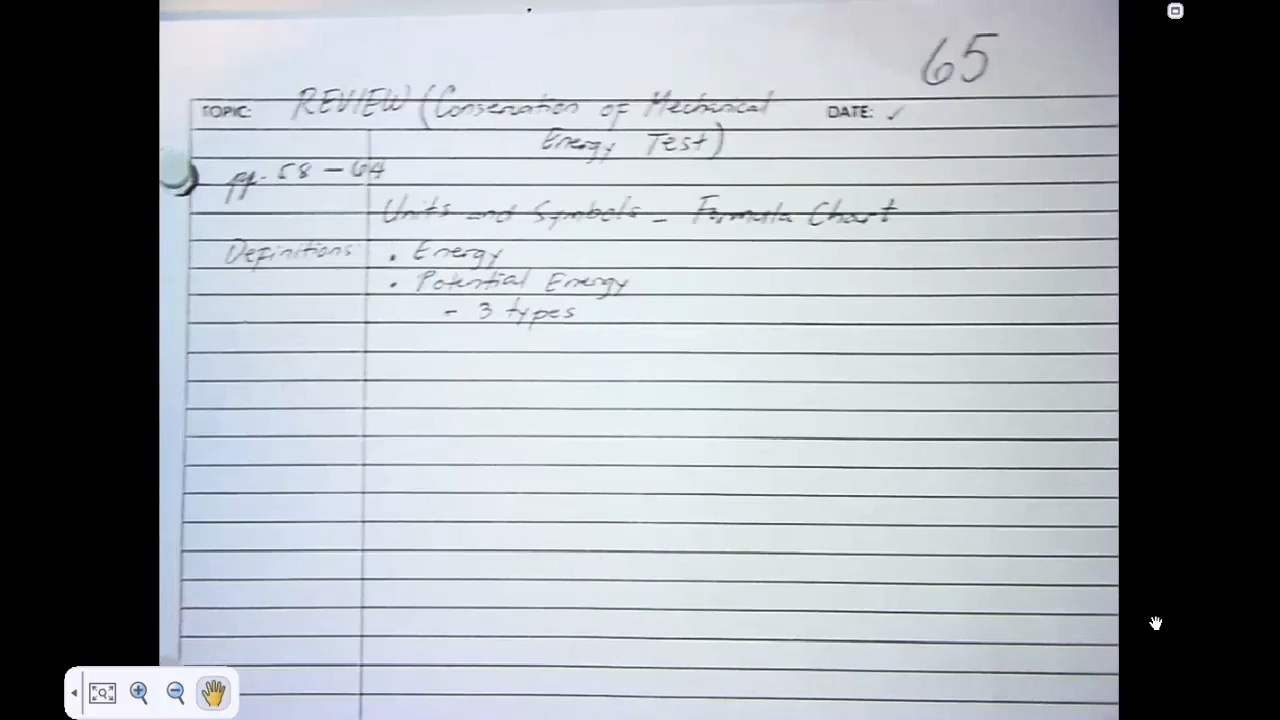 65
TOPIC: REVIEW (Conservation of Mechanical DATE: ✓
Energy Test)
pp. 58 - 64
Units and Symbols - Formula Chart
Definitions • Energy
• Potential Energy
- 3 types